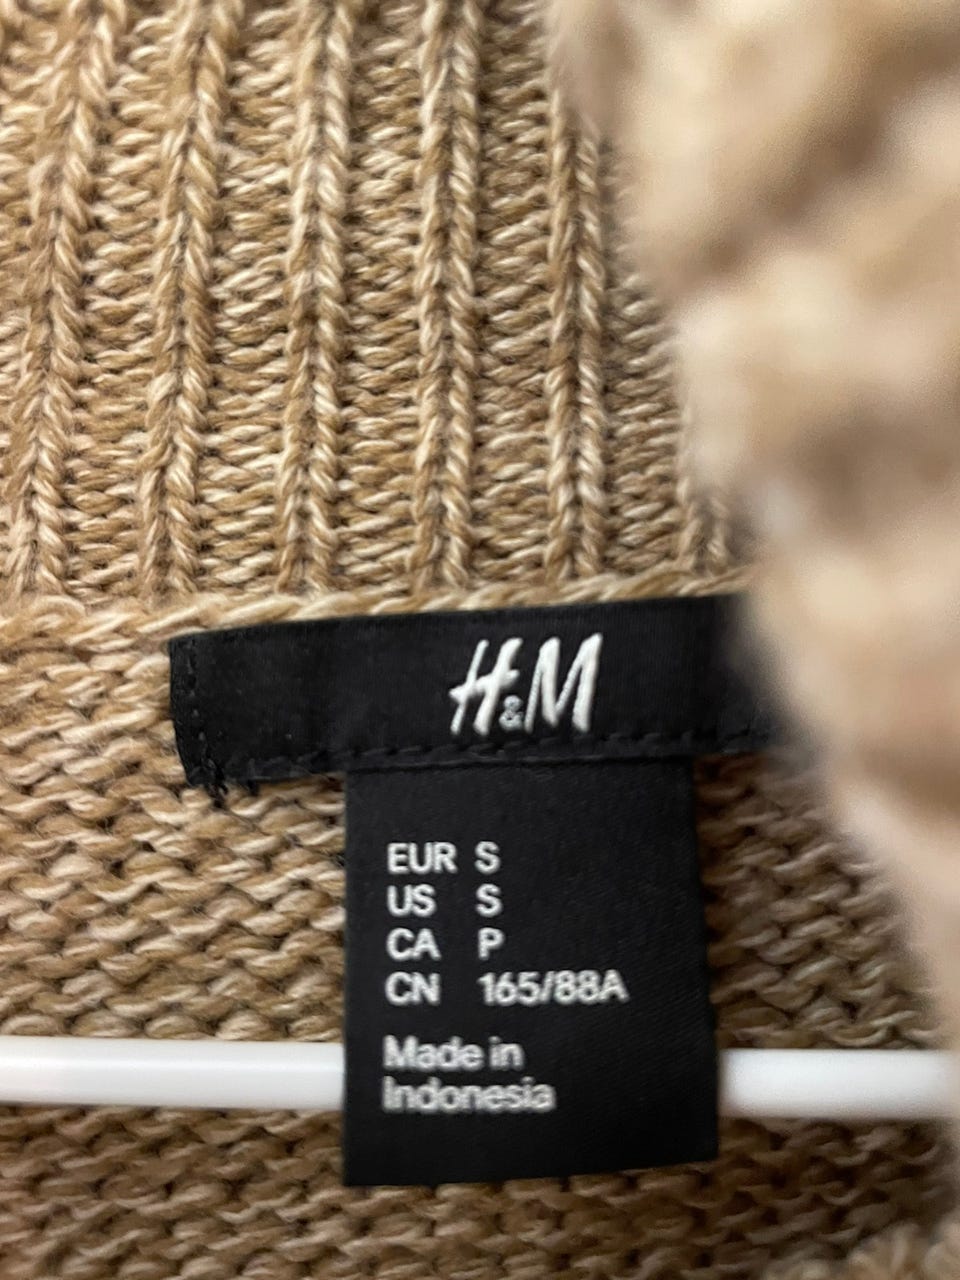 H&M
EUR S
US S
CA P
CN 165/88A
Made in
Indonesia